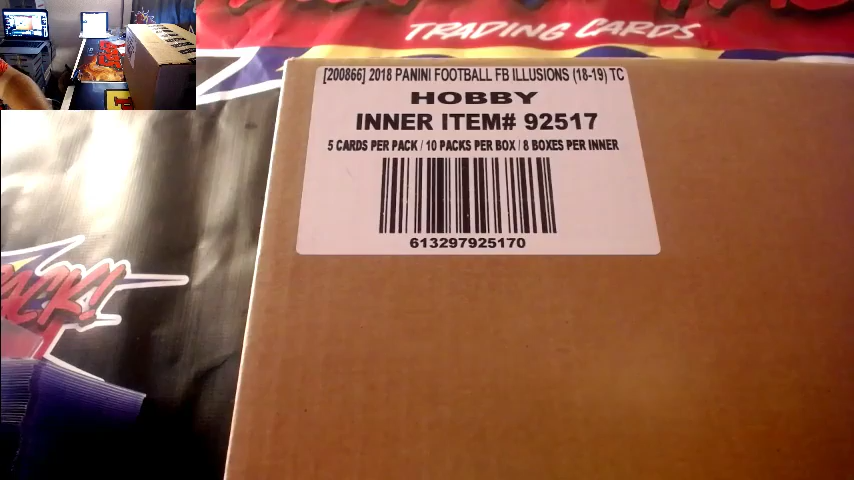 TRADING CARDS
[200866] 2018 PANINI FOOTBALL FB ILLUSIONS (18-19) TC
HOBBY
INNER ITEM# 92517
5 CARDS PER PACK / 10 PACKS PER BOX / 8 BOXES PER INNER
613297925170
ACK!